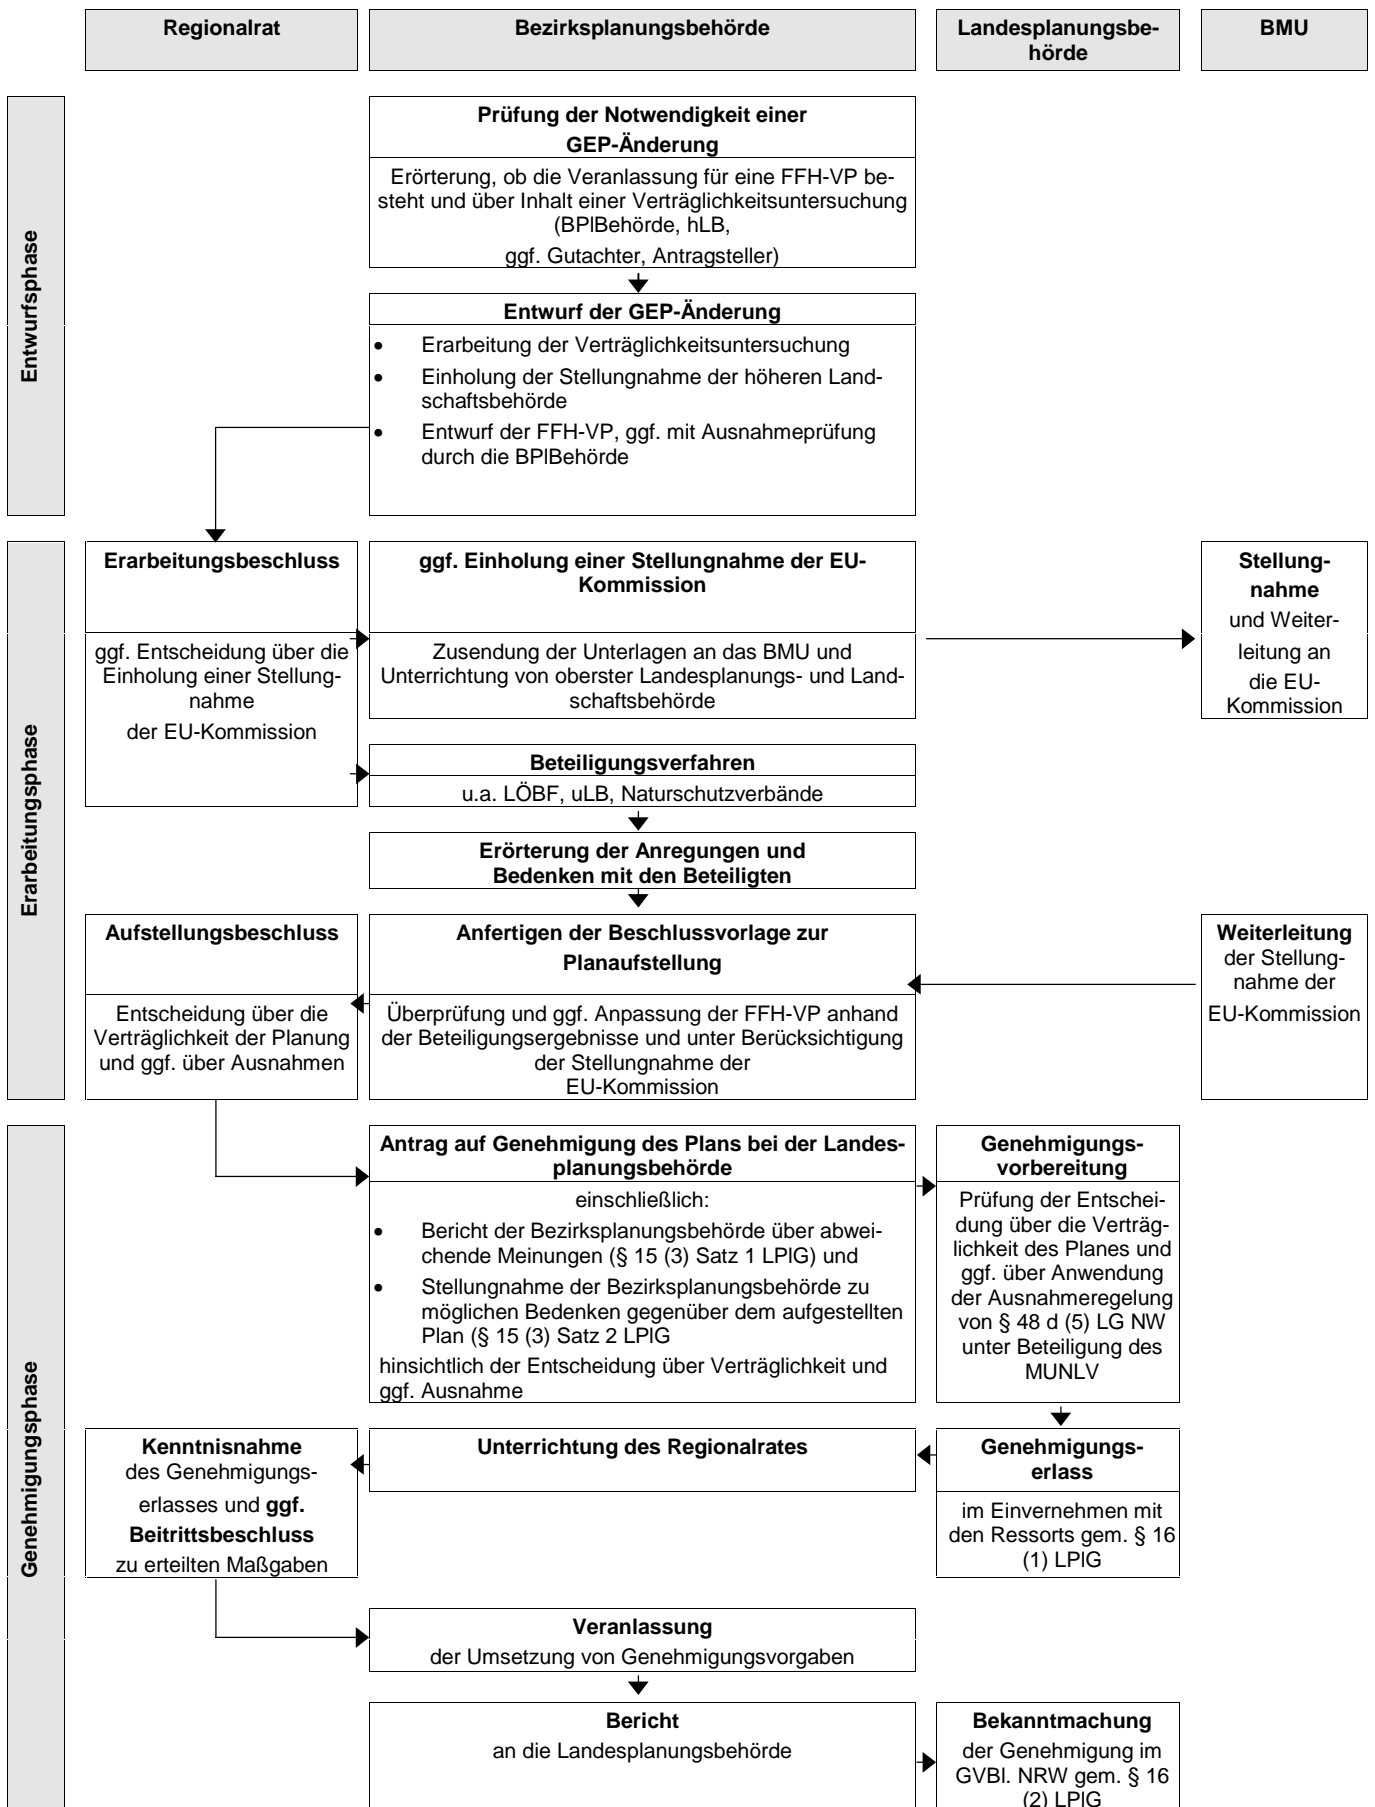 Regionalrat
Bezirksplanungsbehörde
Landesplanungsbe-
hörde
BMU
Entwurfsphase
Prüfung der Notwendigkeit einer
GEP-Änderung
Erörterung, ob die Veranlassung für eine FFH-VP be-
steht und über Inhalt einer Verträglichkeitsuntersuchung
(BPlBehörde, hLB,
ggf. Gutachter, Antragsteller)
Entwurf der GEP-Änderung
• Erarbeitung der Verträglichkeitsuntersuchung
• Einholung der Stellungnahme der höheren Land-
schaftsbehörde
• Entwurf der FFH-VP, ggf. mit Ausnahmeprüfung
durch die BPlBehörde
Erarbeitungsphase
Erarbeitungsbeschluss
ggf. Entscheidung über die
Einholung einer Stellung-
nahme
der EU-Kommission
ggf. Einholung einer Stellungnahme der EU-
Kommission
Zusendung der Unterlagen an das BMU und
Unterrichtung von oberster Landesplanungs- und Land-
schaftsbehörde
Stellung-
nahme
und Weiter-
leitung an
die EU-
Kommission
Beteiligungsverfahren
u.a. LÖBF, uLB, Naturschutzverbände
Erörterung der Anregungen und
Bedenken mit den Beteiligten
Aufstellungsbeschluss
Entscheidung über die
Verträglichkeit der Planung
und ggf. über Ausnahmen
Anfertigen der Beschlussvorlage zur
Planaufstellung
Überprüfung und ggf. Anpassung der FFH-VP anhand
der Beteiligungsergebnisse und unter Berücksichtigung
der Stellungnahme der
EU-Kommission
Weiterleitung
der Stellung-
nahme der
EU-Kommission
Genehmigungsphase
Antrag auf Genehmigung des Plans bei der Landes-
planungsbehörde
einschließlich:
• Bericht der Bezirksplanungsbehörde über abwei-
chende Meinungen (§ 15 (3) Satz 1 LPlG) und
• Stellungnahme der Bezirksplanungsbehörde zu
möglichen Bedenken gegenüber dem aufgestellten
Plan (§ 15 (3) Satz 2 LPlG
hinsichtlich der Entscheidung über Verträglichkeit und
ggf. Ausnahme
Genehmigungs-
vorbereitung
Prüfung der Entschei-
dung über die Verträg-
lichkeit des Planes und
ggf. über Anwendung
der Ausnahmeregelung
von § 48 d (5) LG NW
unter Beteiligung des
MUNLV
Kenntnisnahme
des Genehmigungs-
erlasses und ggf.
Beitrittsbeschluss
zu erteilten Maßgaben
Unterrichtung des Regionalrates
Genehmigungs-
erlass
im Einvernehmen mit
den Ressorts gem. § 16
(1) LPlG
Veranlassung
der Umsetzung von Genehmigungsvorgaben
Bericht
an die Landesplanungsbehörde
Bekanntmachung
der Genehmigung im
GVBl. NRW gem. § 16
(2) LPlG